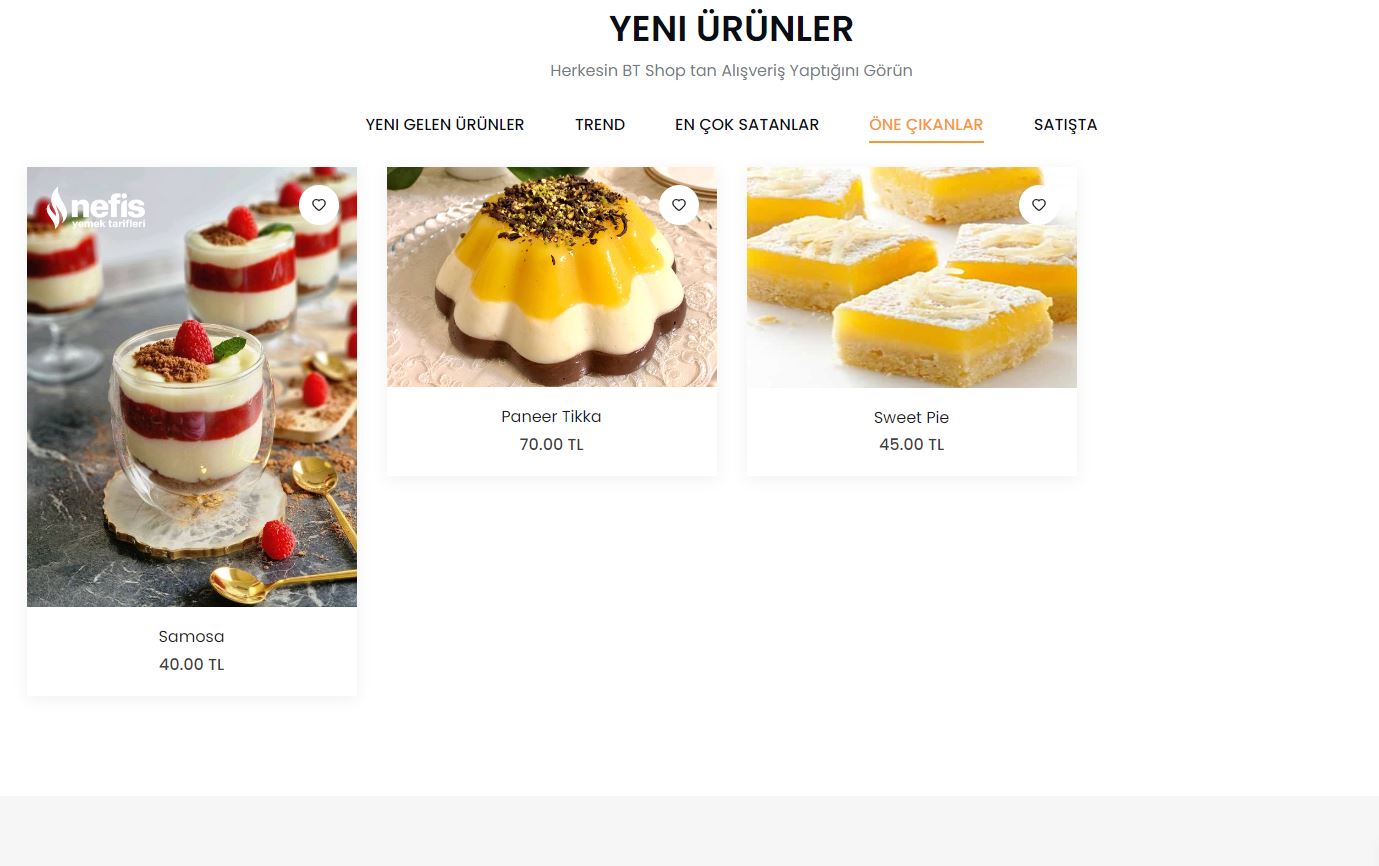 YENI ÜRÜNLER
Herkesin BT Shop tan Alışveriş Yaptığını Görün
YENI GELEN ÜRÜNLER TREND EN ÇOK SATANLAR ÖNE ÇIKANLAR SATIŞTA
nefis
yemek tarifleri
Samosa
40.00 TL
Paneer Tikka
70.00 TL
Sweet Pie
45.00 TL